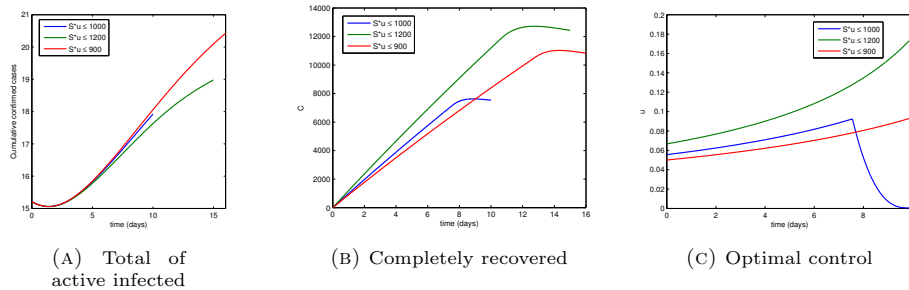 S*u ≤ 1000
S*u ≤ 1200
S*u ≤ 900
Cumulative confirmed cases
19
18
17
16
15
20
21
0
5
10
15
time (days)
(A) Total of
active infected
S*u ≤ 1000
S*u ≤ 1200
S*u ≤ 900
C
14000
12000
10000
8000
6000
4000
2000
0
0
2
4
6
8
10
12
14
16
time (days)
(B) Completely recovered
S*u ≤ 1000
S*u ≤ 1200
S*u ≤ 900
u
0.2
0.18
0.16
0.14
0.12
0.1
0.08
0.06
0.04
0.02
0
0
2
4
6
8
time (days)
(C) Optimal control